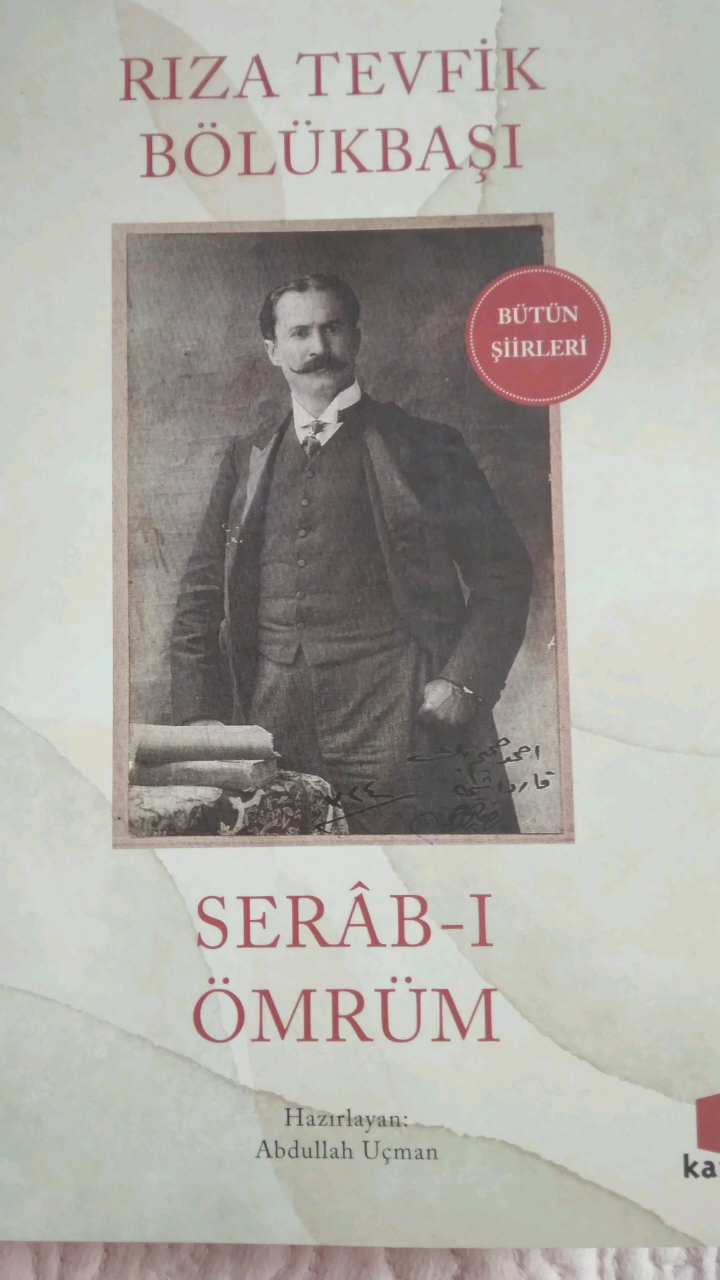 RIZA TEVFİK
BÖLÜKBAŞI
BÜTÜN
ŞİİRLERİ
SERÂB-I
ÖMRÜM
Hazırlayan:
Abdullah Uçman